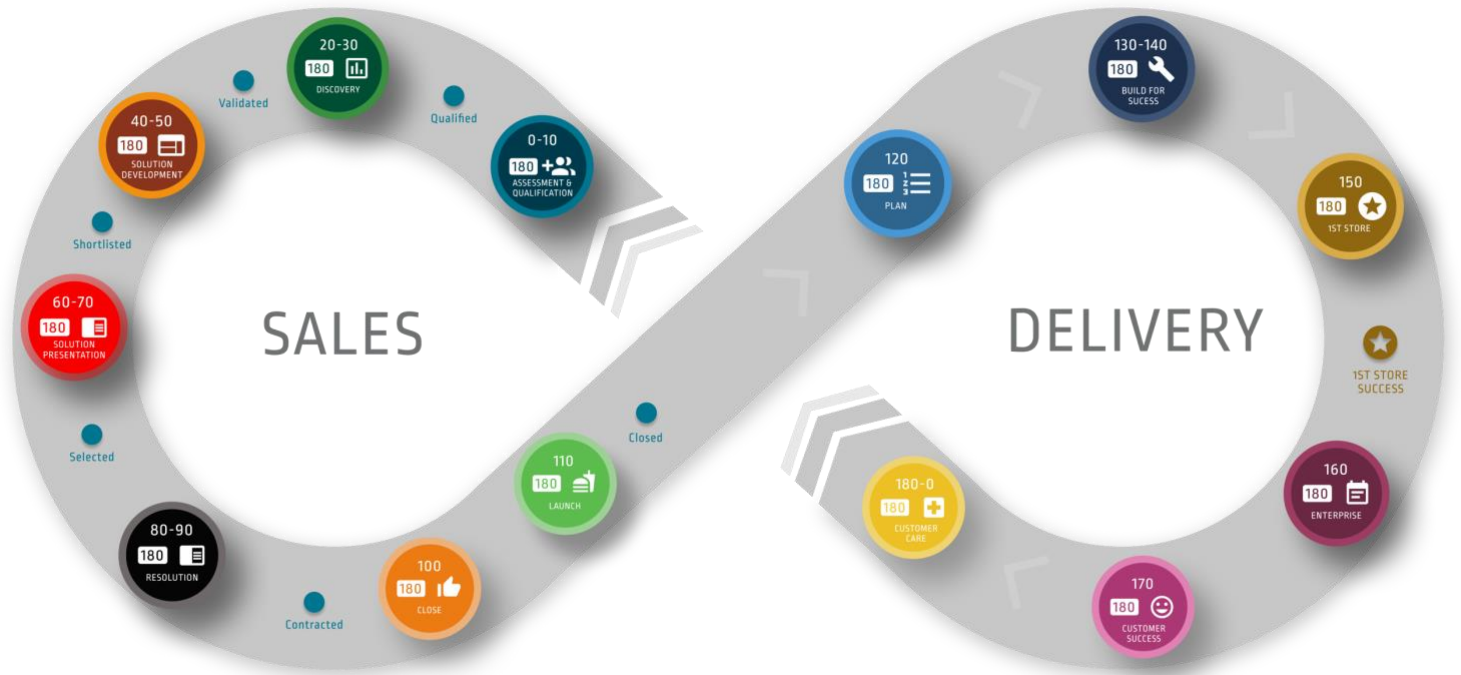 0-10
180
ASSESSMENT &
QUALIFICATION
Qualified
20-30
180
DISCOVERY
Validated
40-50
180
SOLUTION
DEVELOPMENT
Shortlisted
60-70
180
SOLUTION
PRESENTATION
Selected
80-90
180
RESOLUTION
Contracted
100
180
CLOSE
110
180
LAUNCH
Closed
SALES
120
180
1
2
3
PLAN
130-140
180
BUILD FOR
SUCESS
150
180
1ST STORE
1ST STORE
SUCCESS
160
180
ENTERPRISE
170
180
CUSTOMER
SUCCESS
180-0
180
CUSTOMER
CARE
DELIVERY